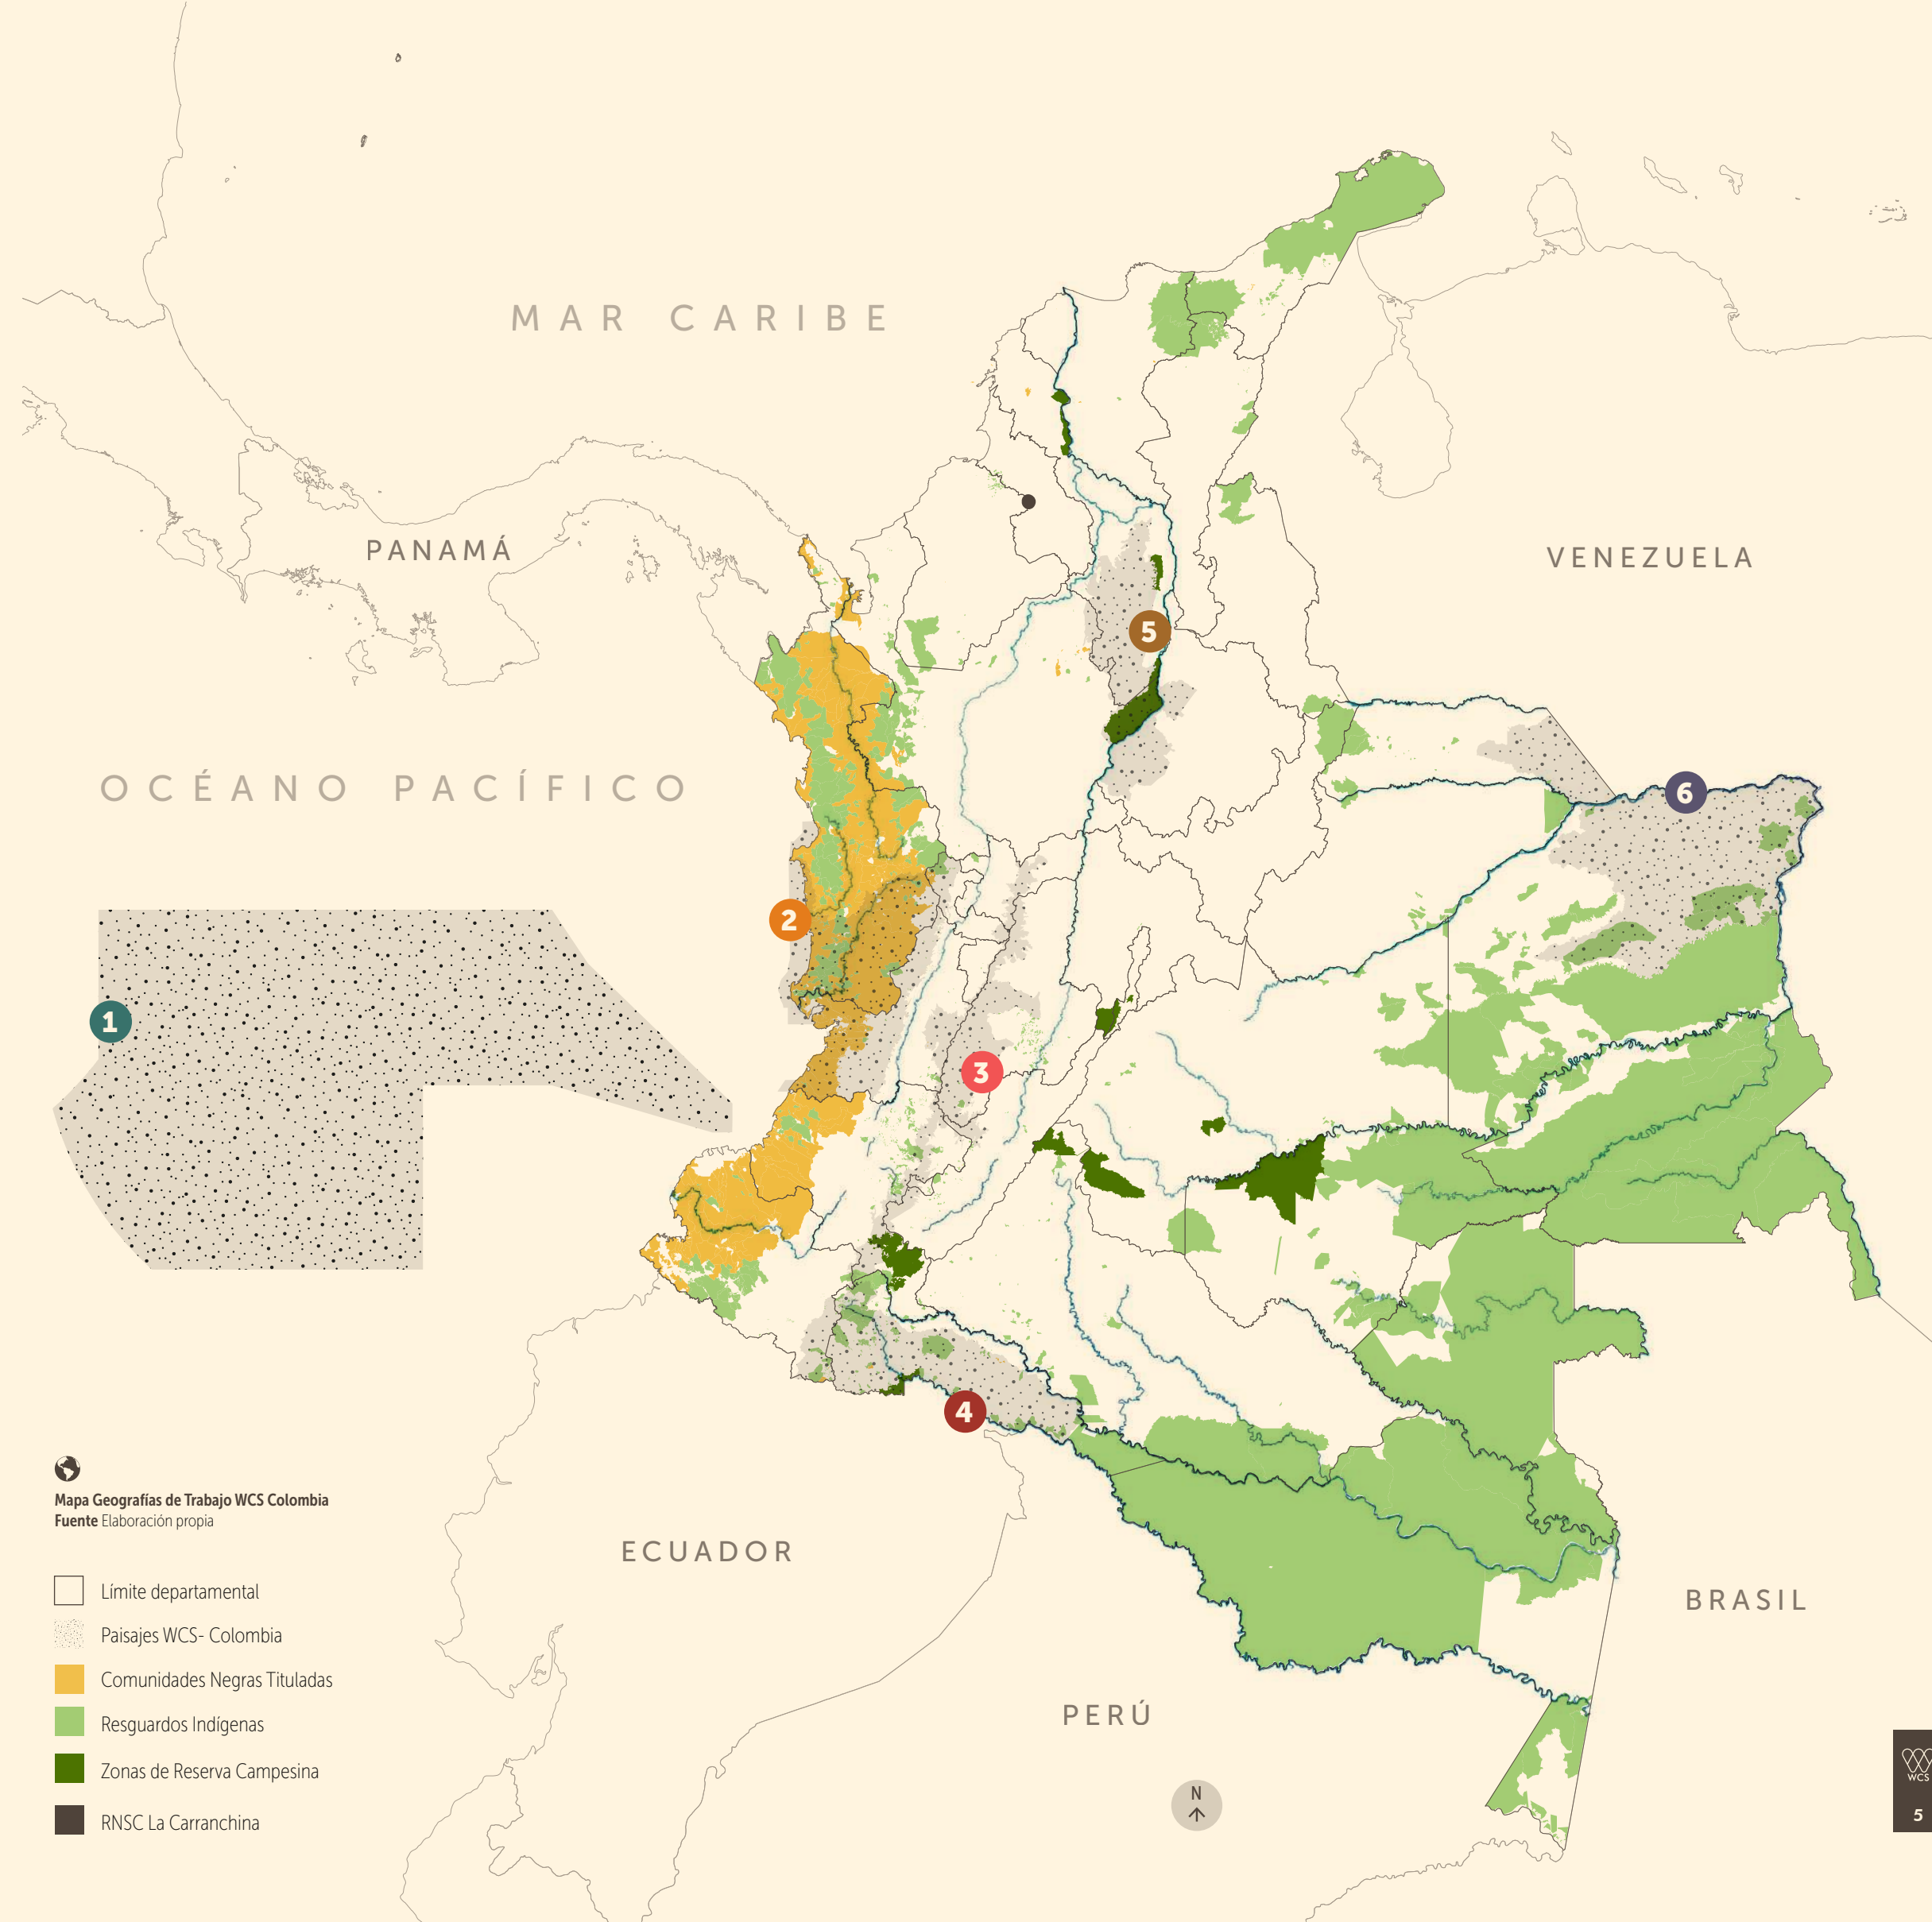 MAR CARIBE
PANAMÁ
VENEZUELA
5
OCÉANO PACÍFICO
6
2
1
3
4
Mapa Geografías de Trabajo WCS Colombia
Fuente Elaboración propia
ECUADOR
Límite departamental
BRASIL
Paisajes WCS- Colombia
Comunidades Negras Tituladas
PERÚ
Resguardos Indígenas
Zonas de Reserva Campesina
N
WCS
RNSC La Carranchina
5